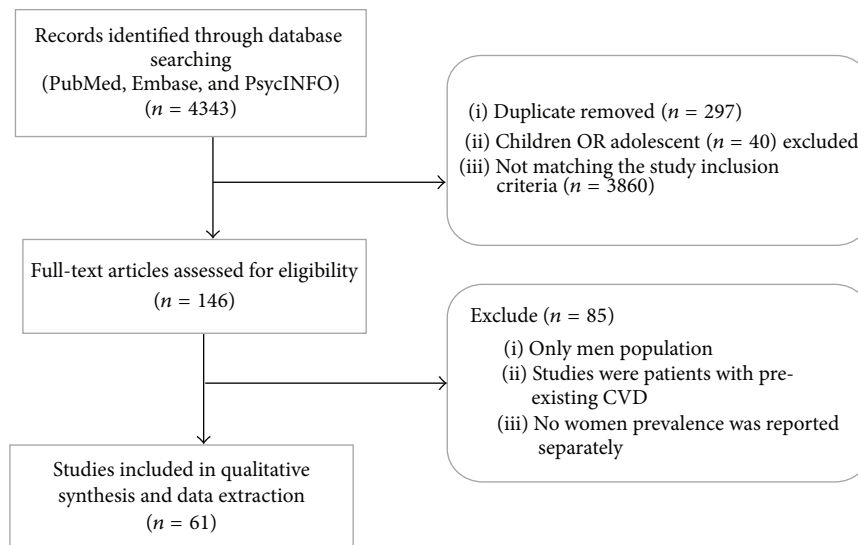 Records identified through database
searching
(PubMed, Embase, and PsycINFO)
(n = 4343)
(i) Duplicate removed (n = 297)
(ii) Children OR adolescent (n = 40) excluded
(iii) Not matching the study inclusion
criteria (n = 3860)
Full-text articles assessed for eligibility
(n = 146)
Exclude (n = 85)
(i) Only men population
(ii) Studies were patients with pre-
existing CVD
(iii) No women prevalence was reported
separately
Studies included in qualitative
synthesis and data extraction
(n = 61)